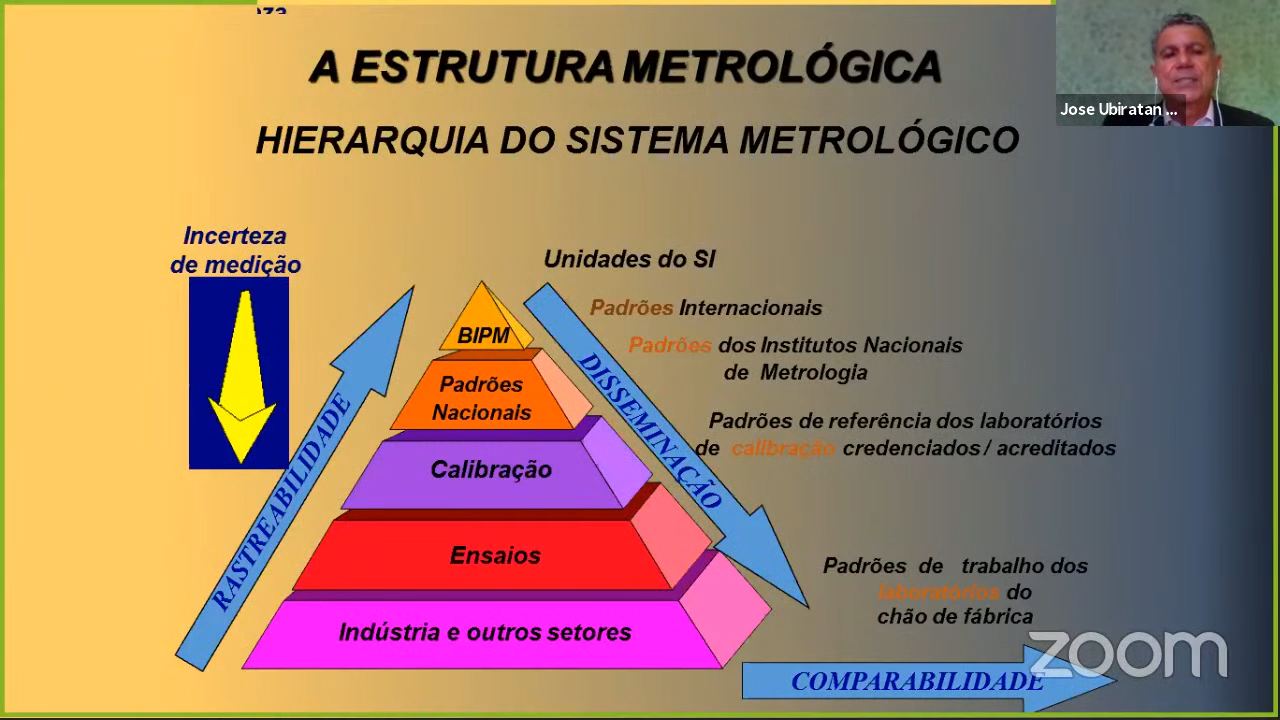 A ESTRUTURA METROLÓGICA
HIERARQUIA DO SISTEMA METROLÓGICO
Jose Ubiratan ...
Incerteza
de medição
Unidades do SI
Padrões Internacionais
Padrões dos Institutos Nacionais
de Metrologia
Padrões de referência dos laboratórios
de calibração credenciados / acreditados
Padrões de trabalho dos
laboratórios do
chão de fábrica
BIPM
Padrões
Nacionais
Calibração
Ensaios
Indústria e outros setores
RASTREABILIDADE
DISSEMINAÇÃO
COMPARABILIDADE
zoom